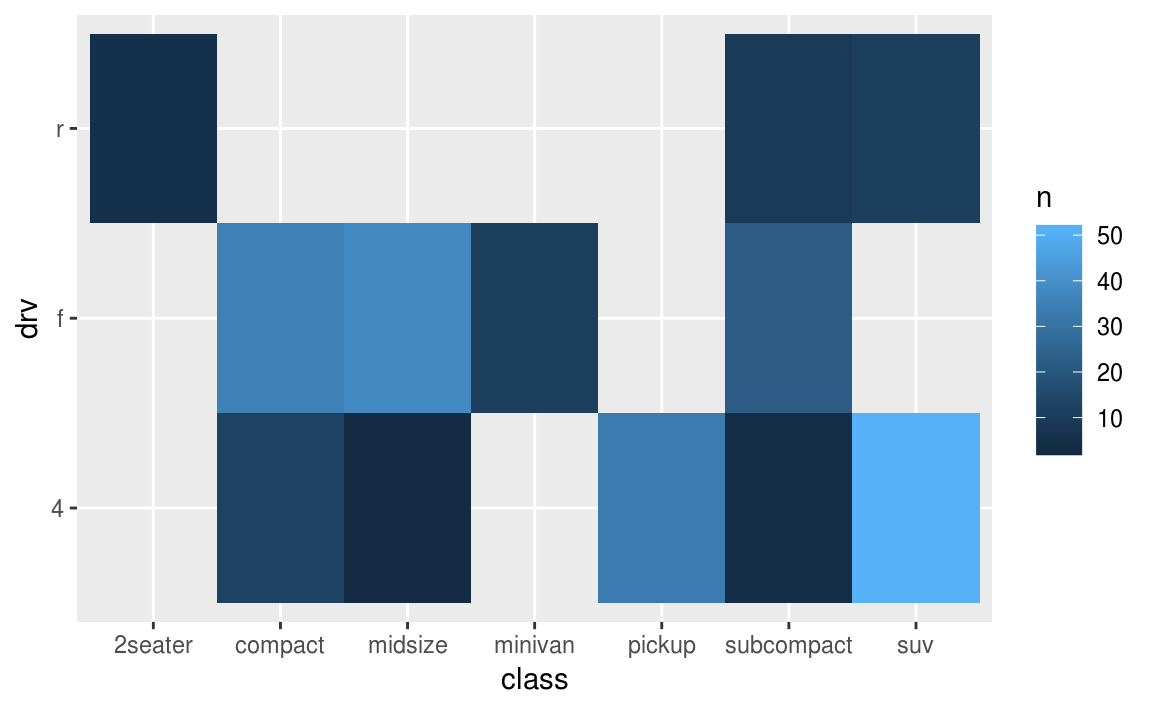 r
f
4
drv
2seater compact midsize minivan pickup subcompact suv
class
n
50
40
30
20
10